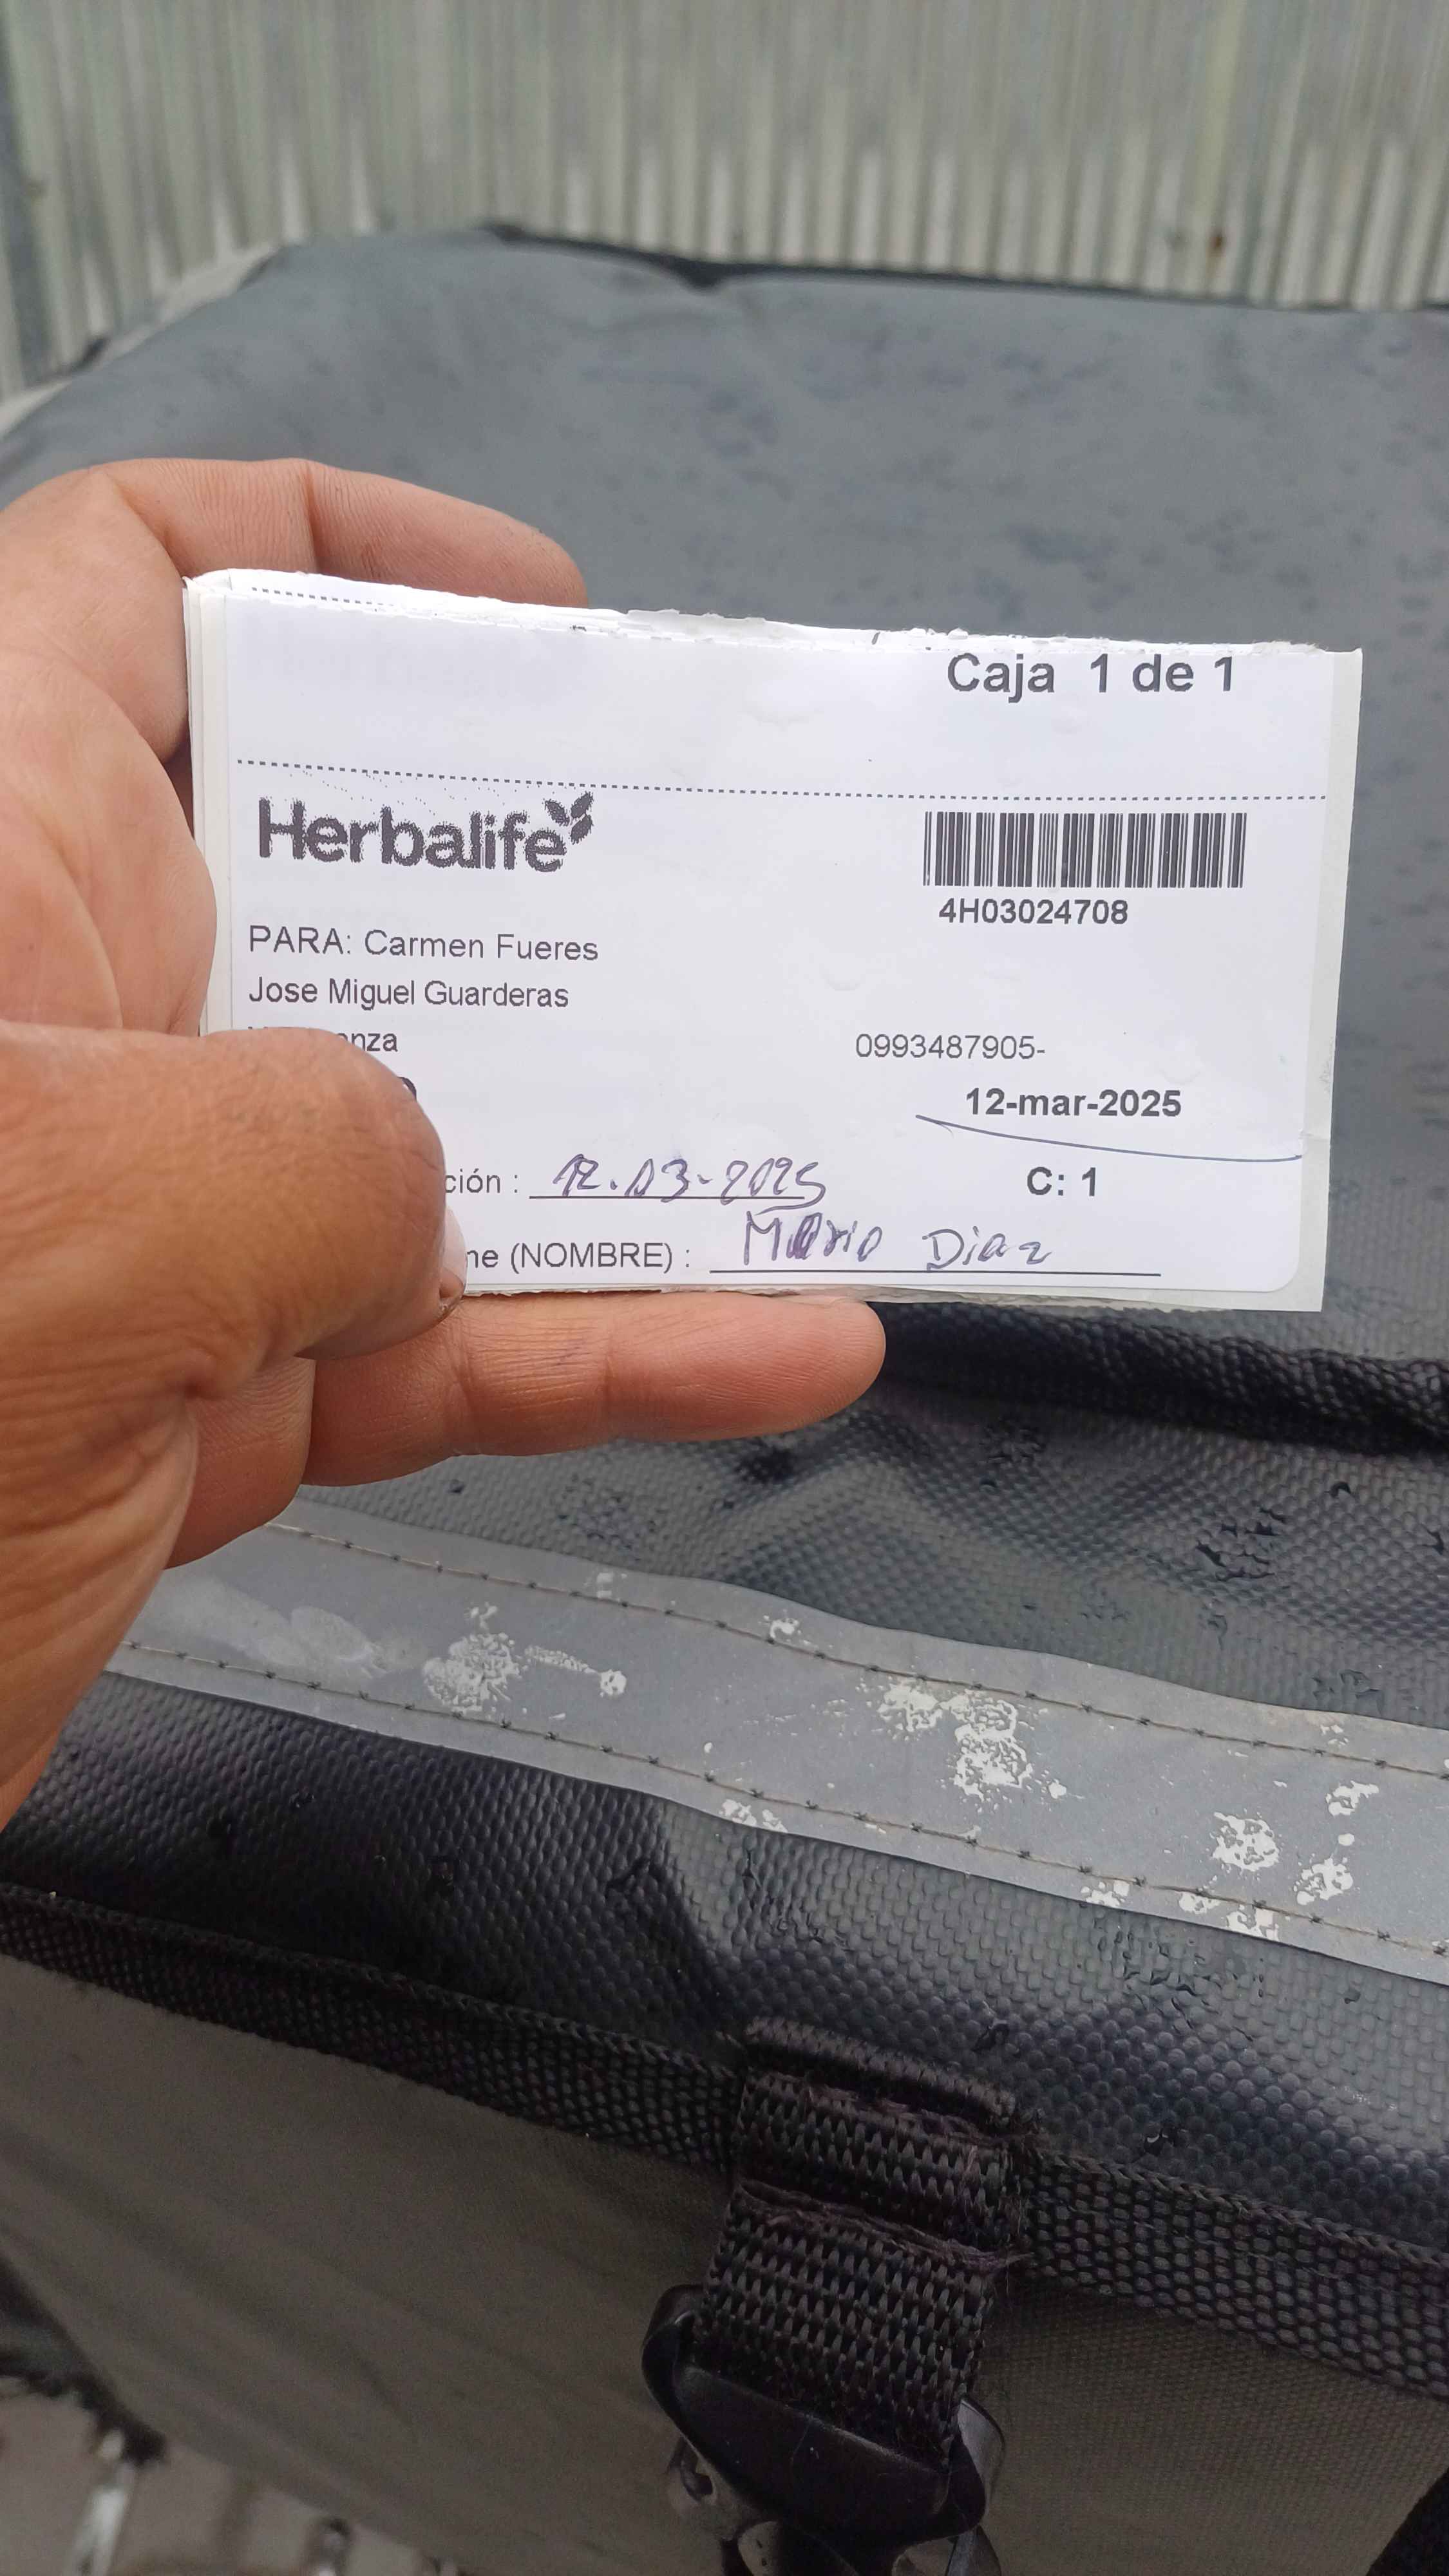 Caja 1 de 1
Herbalife
4H03024708
PARA: Carmen Fueres
Jose Miguel Guarderas
0993487905-
12-mar-2025
ción : 12.03-2025
C: 1
(NOMBRE) : Mario Diaz